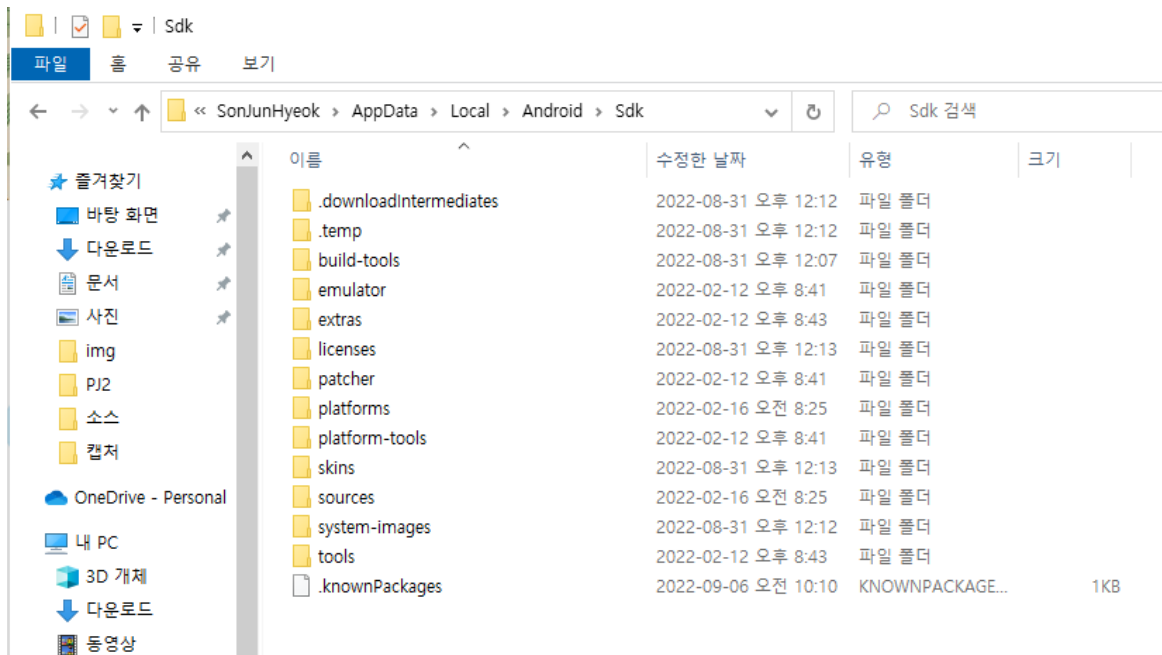 Sdk
파일 홈 공유 보기
« SonJunHyeok › AppData › Local › Android › Sdk
Sdk 검색
즐겨찾기
바탕 화면
다운로드
문서
사진
img
PJ2
소스
캡처
OneDrive - Personal
내 PC
3D 개체
다운로드
동영상
이름 수정한 날짜 유형 크기
.downloadIntermediates 2022-08-31 오후 12:12 파일 폴더
.temp 2022-08-31 오후 12:12 파일 폴더
build-tools 2022-08-31 오후 12:07 파일 폴더
emulator 2022-02-12 오후 8:41 파일 폴더
extras 2022-02-12 오후 8:43 파일 폴더
licenses 2022-08-31 오후 12:13 파일 폴더
patcher 2022-02-12 오후 8:41 파일 폴더
platforms 2022-02-16 오전 8:25 파일 폴더
platform-tools 2022-02-12 오후 8:41 파일 폴더
skins 2022-08-31 오후 12:13 파일 폴더
sources 2022-02-16 오전 8:25 파일 폴더
system-images 2022-08-31 오후 12:12 파일 폴더
tools 2022-02-12 오후 8:43 파일 폴더
.knownPackages 2022-09-06 오전 10:10 KNOWNPACKAGE... 1KB